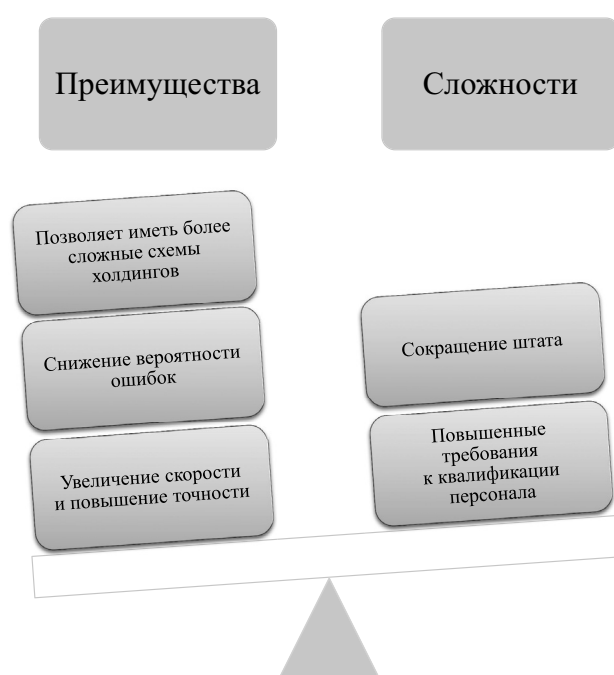 Преимущества
Сложности
Позволяет иметь более
сложные схемы
холдингов
Снижение вероятности
ошибок
Увеличение скорости
и повышение точности
Сокращение штата
Повышенные
требования
к квалификации
персонала